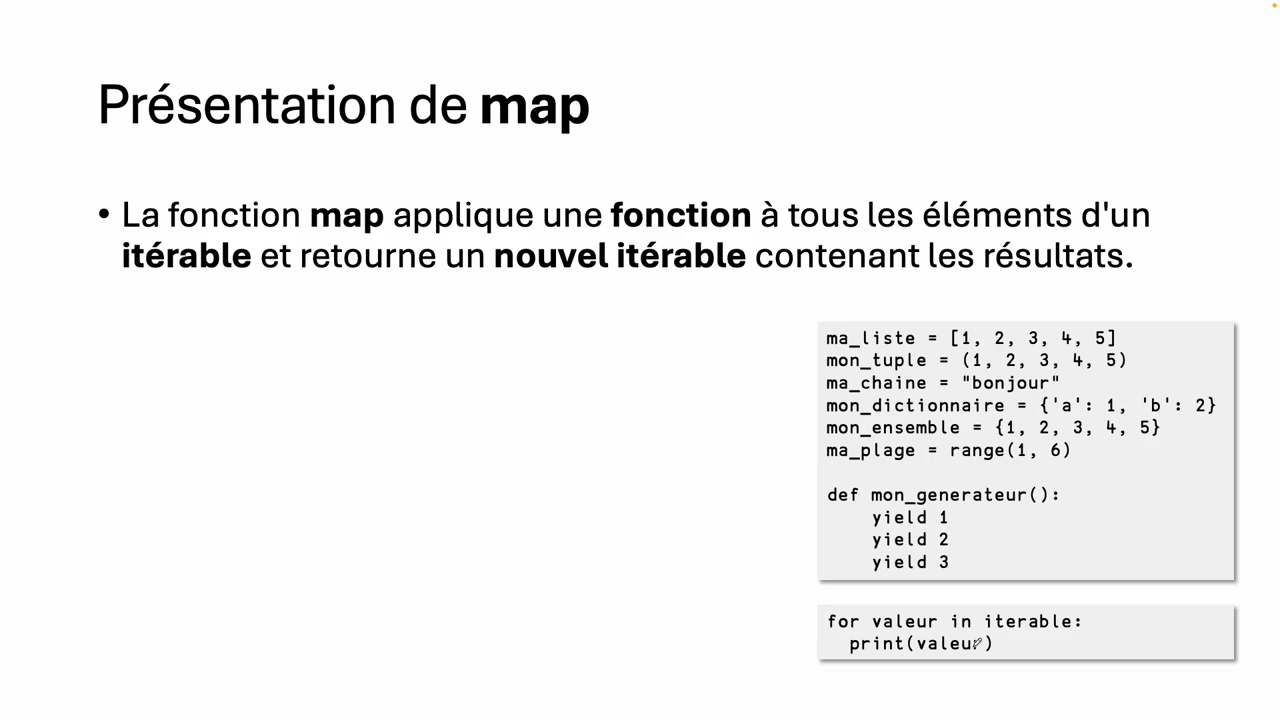 Présentation de map
• La fonction map applique une fonction à tous les éléments d'un
itérable et retourne un nouvel itérable contenant les résultats.
ma_liste = [1, 2, 3, 4, 5]
mon_tuple = (1, 2, 3, 4, 5)
ma_chaine = "bonjour"
mon_dictionnaire = {'a': 1, 'b': 2}
mon_ensemble = {1, 2, 3, 4, 5}
ma_plage = range(1, 6)
def mon_generateur():
    yield 1
    yield 2
    yield 3
for valeur in iterable:
  print(valeur)